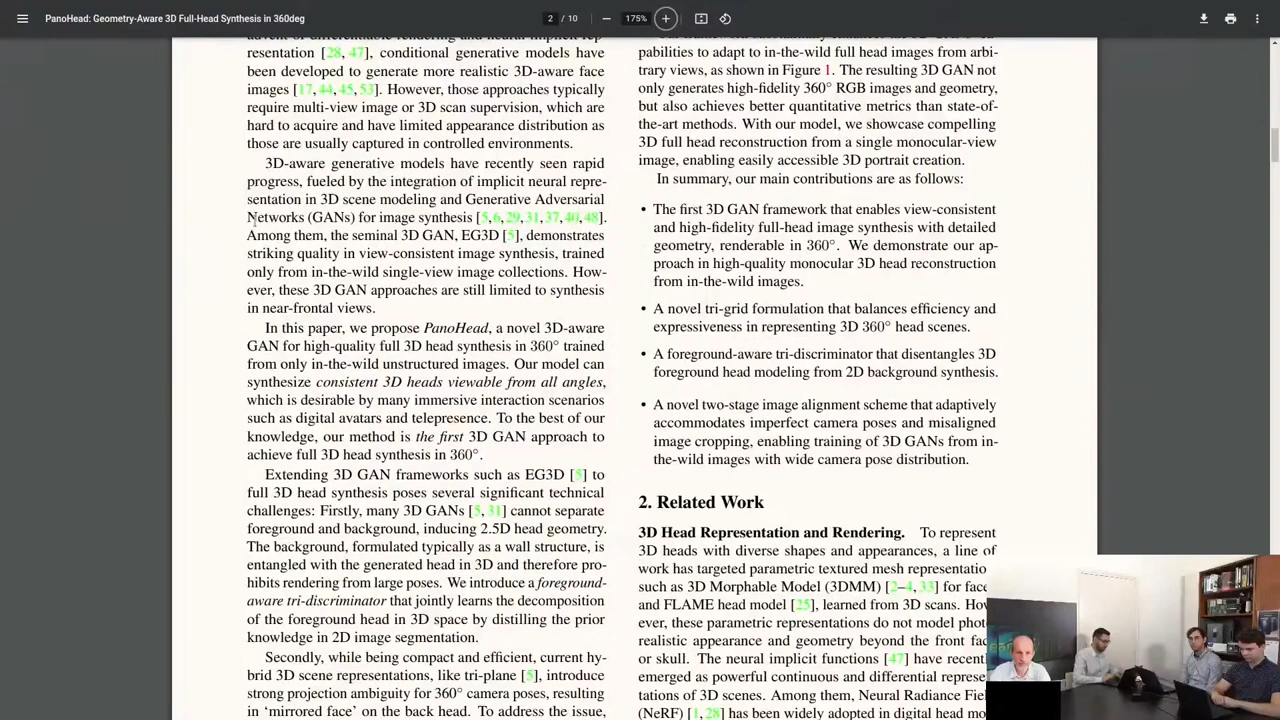 PanoHead: Geometry-Aware 3D Full-Head Synthesis in 360deg
2 / 10
175%
resentation [28, 47], conditional generative models have
been developed to generate more realistic 3D-aware face
images [17, 44, 45, 53]. However, those approaches typically
require multi-view image or 3D scan supervision, which are
hard to acquire and have limited appearance distribution as
those are usually captured in controlled environments.
3D-aware generative models have recently seen rapid
progress, fueled by the integration of implicit neural repre-
sentation in 3D scene modeling and Generative Adversarial
Networks (GANs) for image synthesis [5, 6, 29, 31, 37, 40, 48].
Among them, the seminal 3D GAN, EG3D [5], demonstrates
striking quality in view-consistent image synthesis, trained
only from in-the-wild single-view image collections. How-
ever, these 3D GAN approaches are still limited to synthesis
in near-frontal views.
In this paper, we propose PanoHead, a novel 3D-aware
GAN for high-quality full 3D head synthesis in 360° trained
from only in-the-wild unstructured images. Our model can
synthesize consistent 3D heads viewable from all angles,
which is desirable by many immersive interaction scenarios
such as digital avatars and telepresence. To the best of our
knowledge, our method is the first 3D GAN approach to
achieve full 3D head synthesis in 360°.
Extending 3D GAN frameworks such as EG3D [5] to
full 3D head synthesis poses several significant technical
challenges: Firstly, many 3D GANs [5, 31] cannot separate
foreground and background, inducing 2.5D head geometry.
The background, formulated typically as a wall structure, is
entangled with the generated head in 3D and therefore pro-
hibits rendering from large poses. We introduce a foreground-
aware tri-discriminator that jointly learns the decomposition
of the foreground head in 3D space by distilling the prior
knowledge in 2D image segmentation.
Secondly, while being compact and efficient, current hy-
brid 3D scene representations, like tri-plane [5], introduce
strong projection ambiguity for 360° camera poses, resulting
in 'mirrored face' on the back head. To address the issue,
pabilities to adapt to in-the-wild full head images from arbi-
trary views, as shown in Figure 1. The resulting 3D GAN not
only generates high-fidelity 360° RGB images and geometry,
but also achieves better quantitative metrics than state-of-
the-art methods. With our model, we showcase compelling
3D full head reconstruction from a single monocular-view
image, enabling easily accessible 3D portrait creation.
In summary, our main contributions are as follows:
• The first 3D GAN framework that enables view-consistent
and high-fidelity full-head image synthesis with detailed
geometry, renderable in 360°. We demonstrate our ap-
proach in high-quality monocular 3D head reconstruction
from in-the-wild images.
• A novel tri-grid formulation that balances efficiency and
expressiveness in representing 3D 360° head scenes.
• A foreground-aware tri-discriminator that disentangles 3D
foreground head modeling from 2D background synthesis.
• A novel two-stage image alignment scheme that adaptively
accommodates imperfect camera poses and misaligned
image cropping, enabling training of 3D GANs from in-
the-wild images with wide camera pose distribution.
2. Related Work
3D Head Representation and Rendering. To represent
3D heads with diverse shapes and appearances, a line of
work has targeted parametric textured mesh representation
such as 3D Morphable Model (3DMM) [2–4, 33] for face
and FLAME head model [25], learned from 3D scans. How
ever, these parametric representations do not model phot
realistic appearance and geometry beyond the front fac
or skull. The neural implicit functions [47] have recent
emerged as powerful continuous and differential repres
tations of 3D scenes. Among them, Neural Radiance Fie
(NeRF) [1, 28] has been widely adopted in digital head mo